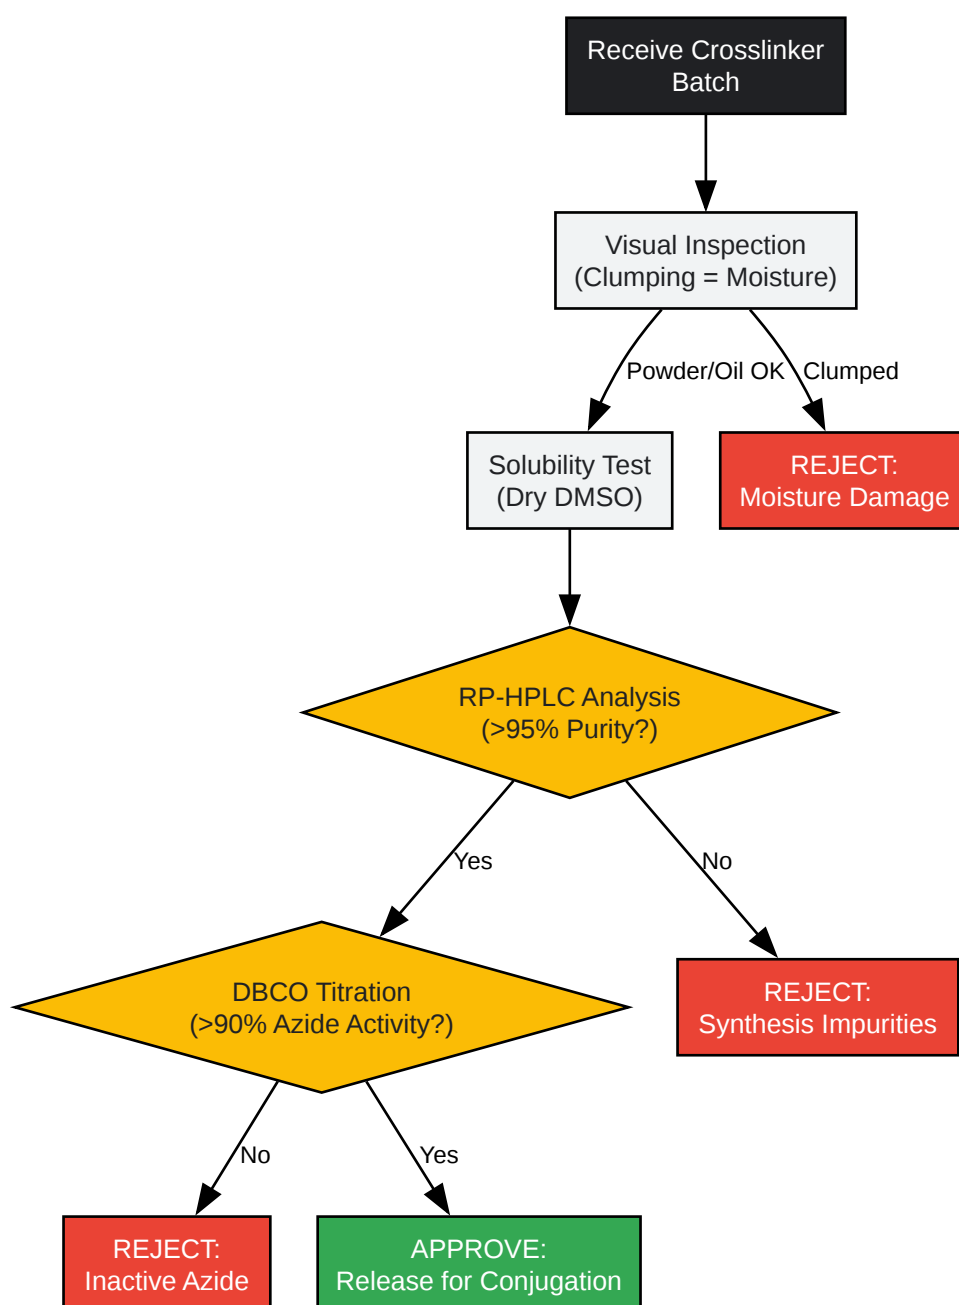 Receive Crosslinker
Batch
Visual Inspection
(Clumping = Moisture)
Powder/Oil OK
Clumped
Solubility Test
(Dry DMSO)
REJECT:
Moisture Damage
RP-HPLC Analysis
(>95% Purity?)
Yes
No
DBCO Titration
(>90% Azide Activity?)
REJECT:
Synthesis Impurities
No
Yes
REJECT:
Inactive Azide
APPROVE:
Release for Conjugation